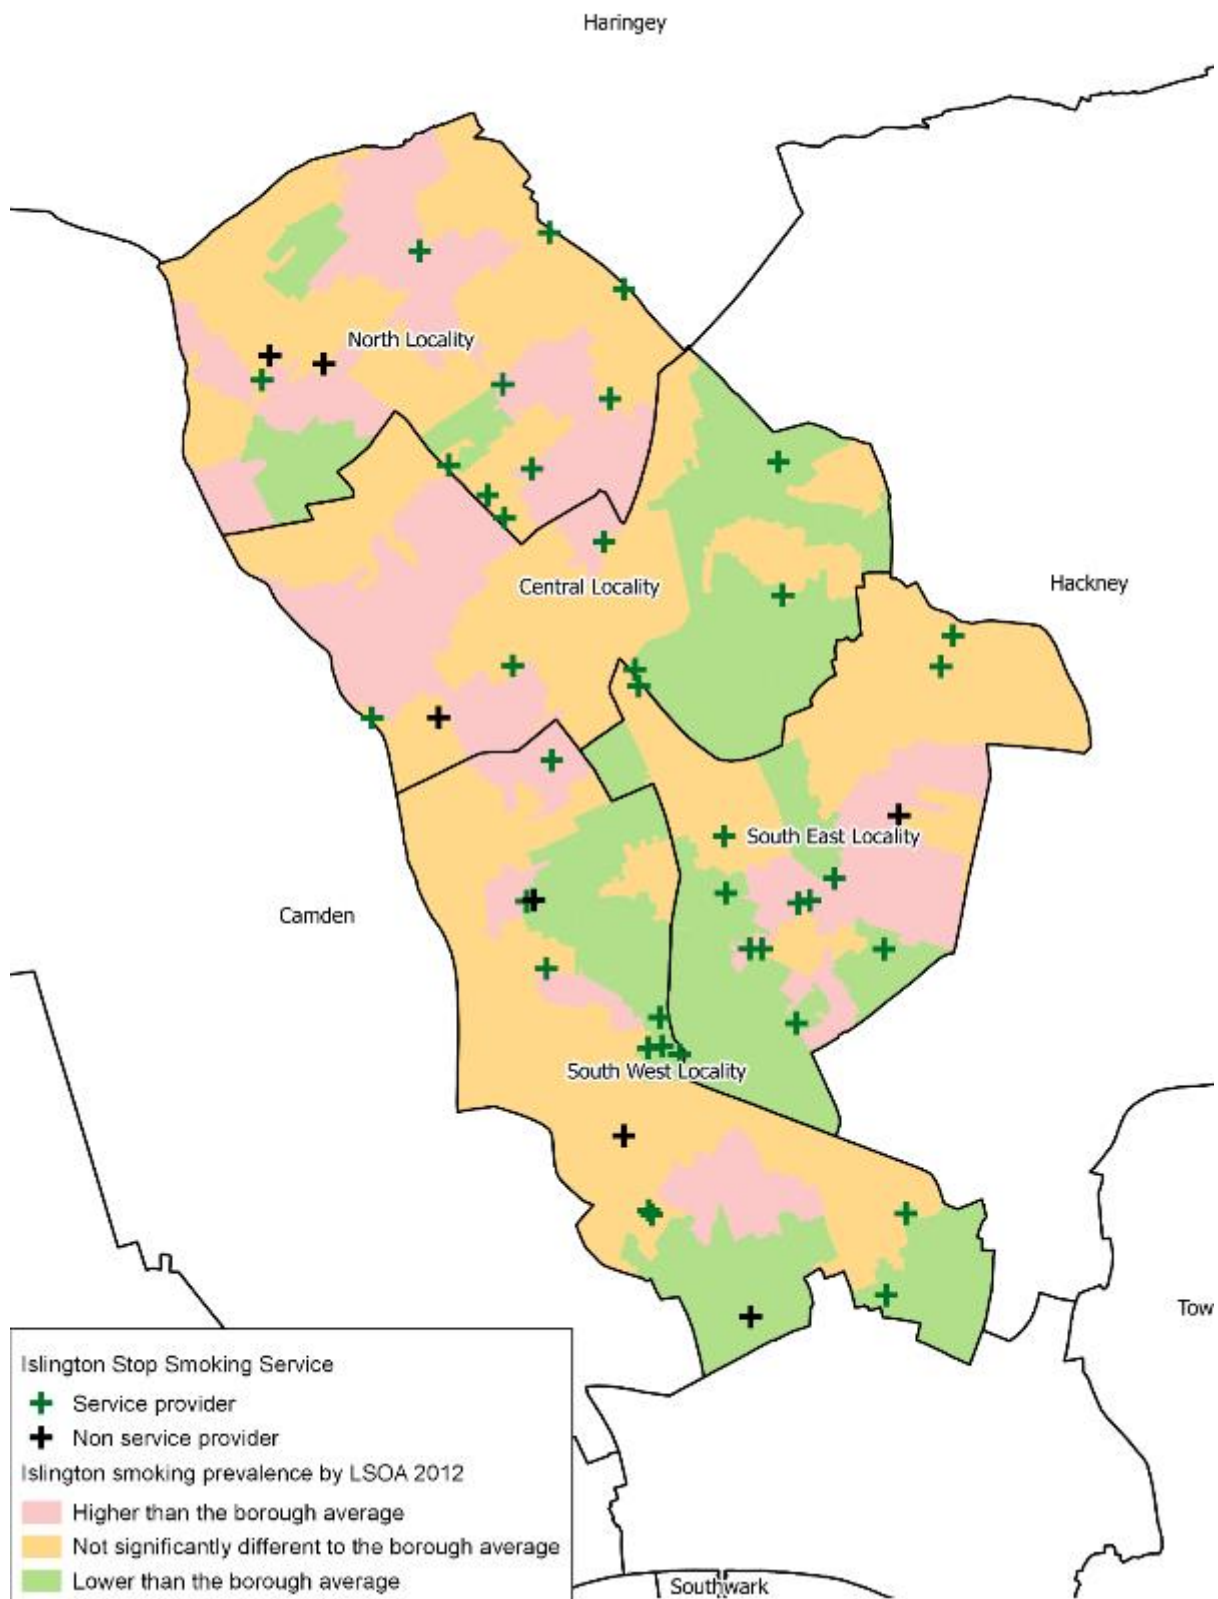 Haringey
North Locality
Central Locality
Hackney
South East Locality
Camden
South West Locality
Tow
Islington Stop Smoking Service
Service provider
Non service provider
Islington smoking prevalence by LSOA 2012
Higher than the borough average
Not significantly different to the borough average
Lower than the borough average
Southwark